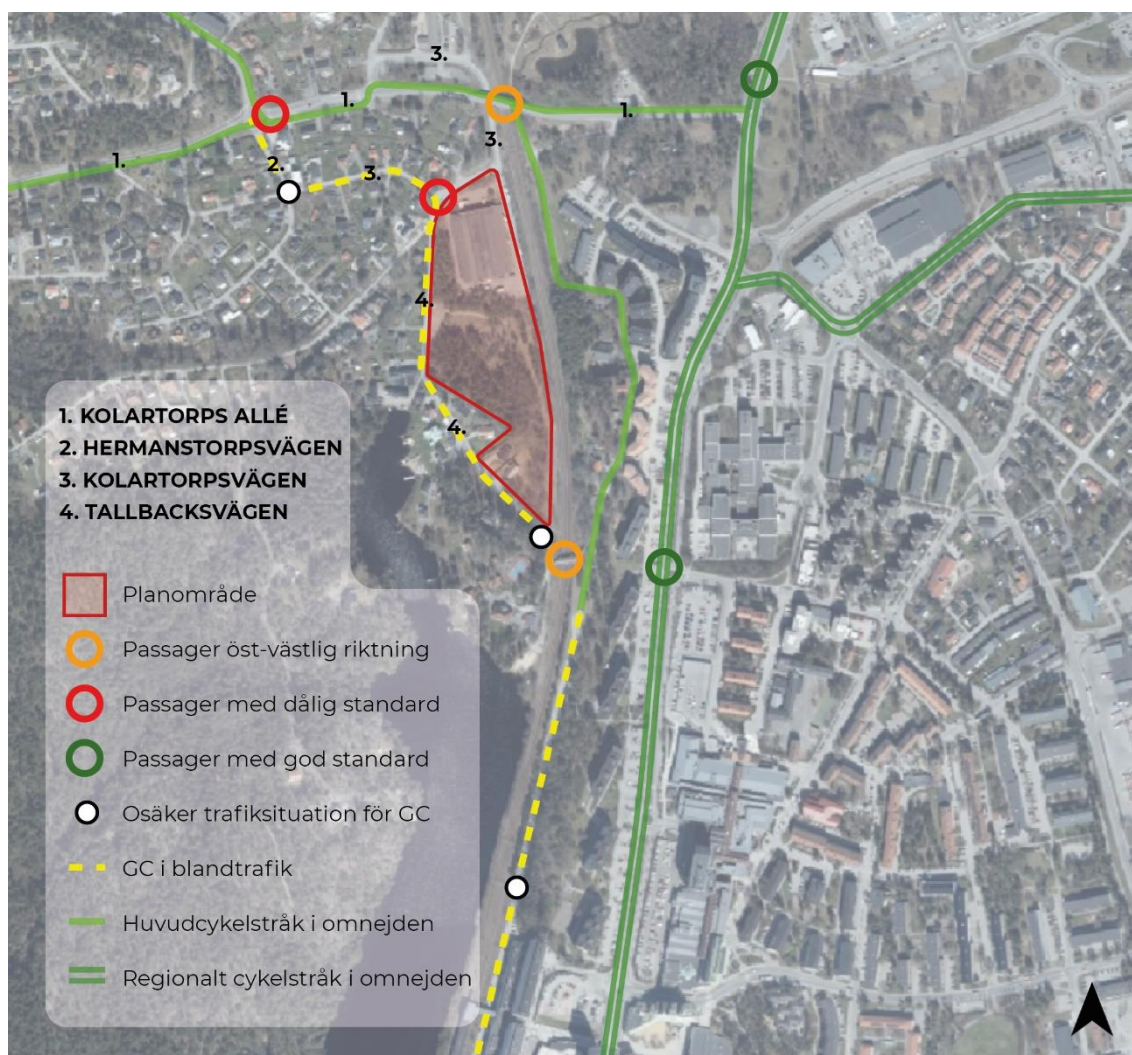 3.
1.
1.
3.
1.
2.
3.
4.
4.
1. KOLARTORPS ALLÉ
2. HERMANSTORPSVÄGEN
3. KOLARTORPSVÄGEN
4. TALLBACKSVÄGEN
Planområde
Passager öst-västlig riktning
Passager med dålig standard
Passager med god standard
Osäker trafiksituation för GC
GC i blandtrafik
Huvudcykelstråk i omnejden
Regionalt cykelstråk i omnejden